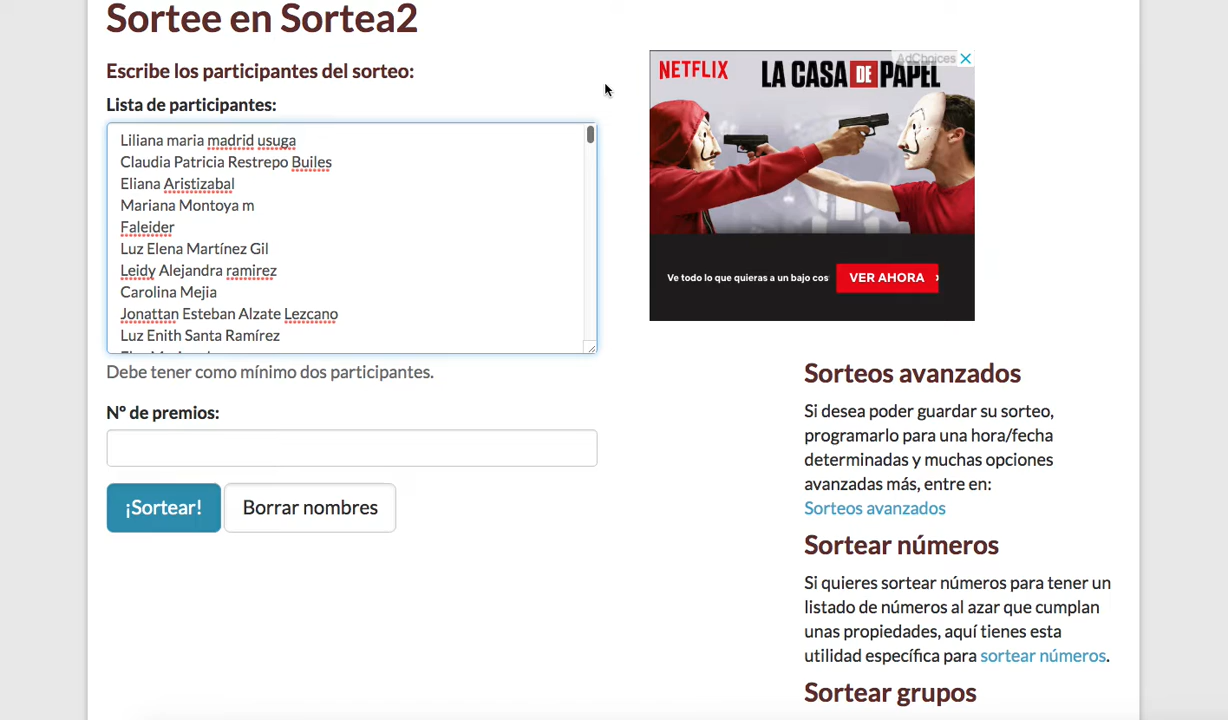 Sortee en Sortea2
Escribe los participantes del sorteo:
Lista de participantes:
Liliana maria madrid usuga
Claudia Patricia Restrepo Builes
Eliana Aristizabal
Mariana Montoya m
Faleider
Luz Elena Martínez Gil
Leidy Alejandra ramirez
Carolina Mejia
Jonattan Esteban Alzate Lezcano
Luz Enith Santa Ramírez
Debe tener como mínimo dos participantes.
Nº de premios:
¡Sortear!
Borrar nombres
AdChoices
NETFLIX
LA CASA DE PAPEL
Ve todo lo que quieras a un bajo cos
VER AHORA
Sorteos avanzados
Si desea poder guardar su sorteo,
programarlo para una hora/fecha
determinadas y muchas opciones
avanzadas más, entre en:
Sorteos avanzados
Sortear números
Si quieres sortear números para tener un
listado de números al azar que cumplan
unas propiedades, aquí tienes esta
utilidad específica para sortear números.
Sortear grupos